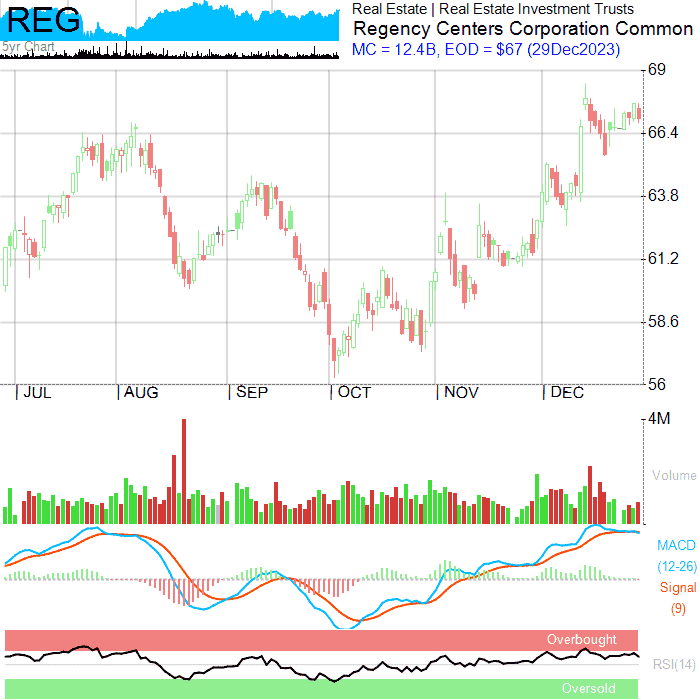 REG
5yr Chart
Real Estate | Real Estate Investment Trusts
Regency Centers Corporation Common
MC = 12.4B, EOD = $67 (29Dec2023)
69
66.4
63.8
61.2
58.6
56
JUL AUG SEP OCT NOV DEC
4M
Volume
MACD
(12-26)
Signal
(9)
Overbought
RSI(14)
Oversold